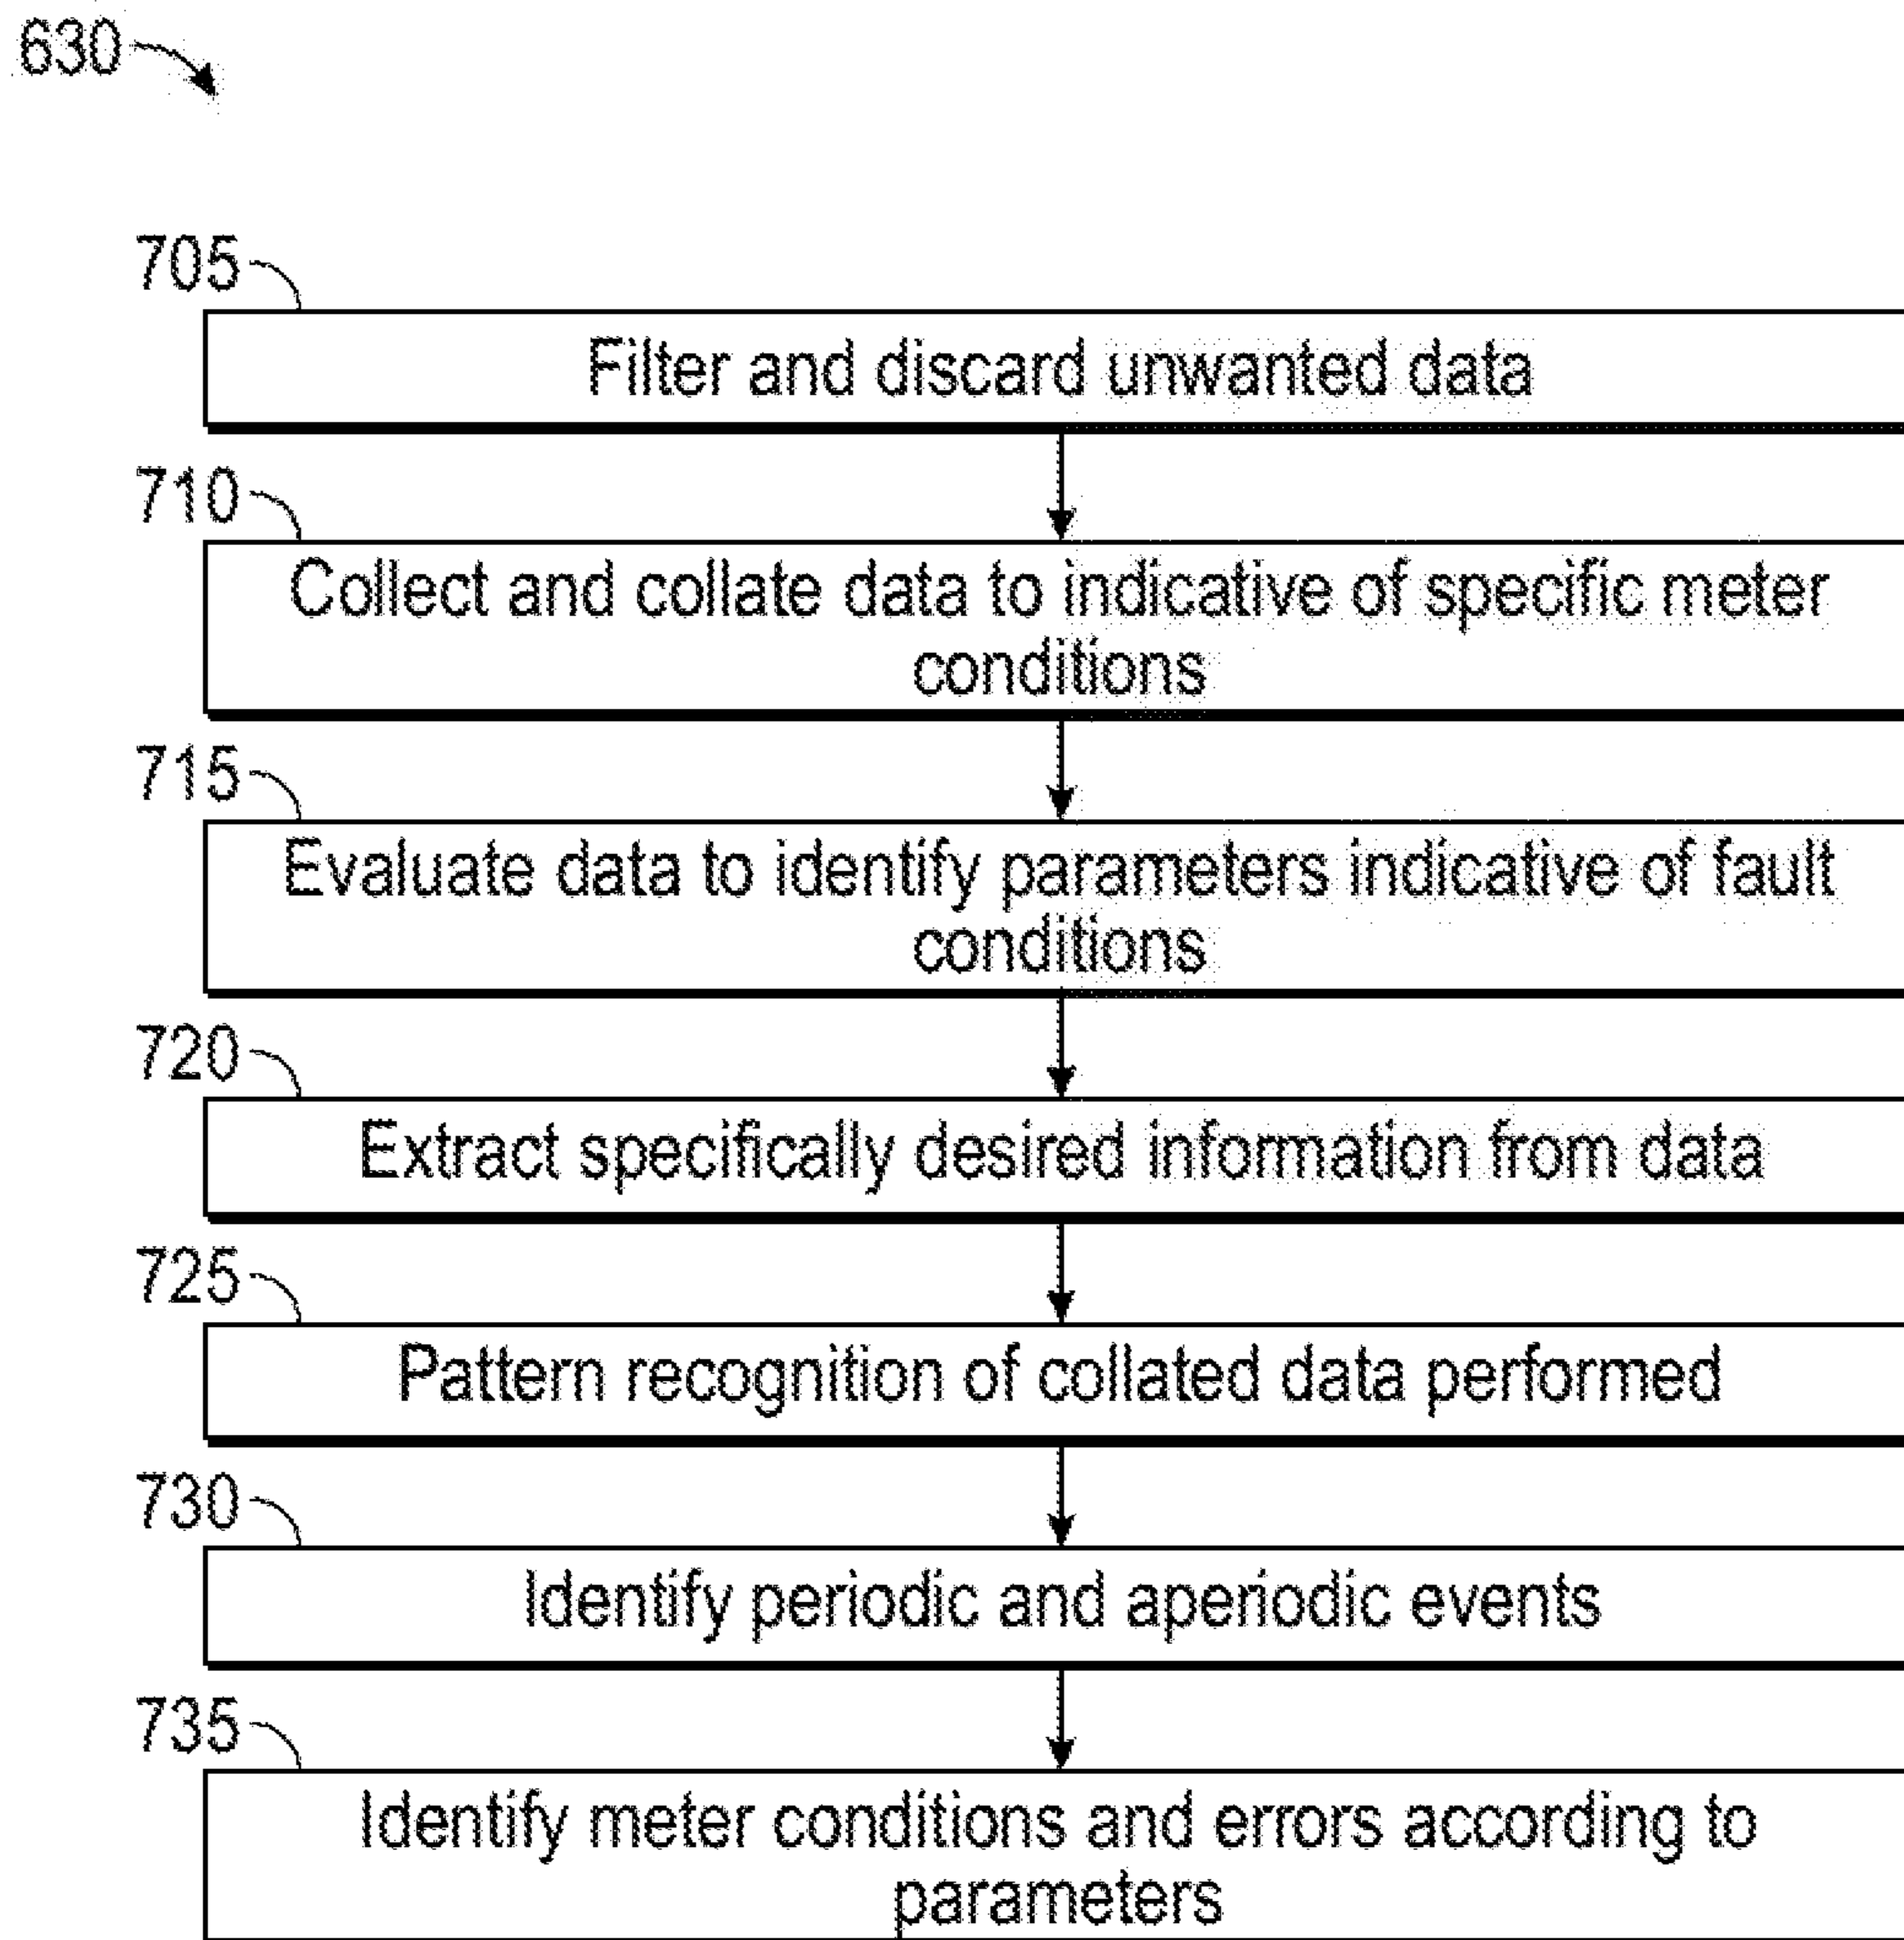 630
705
Filter and discard unwanted data
710
Collect and collate data to indicative of specific meter
conditions
715
Evaluate data to identify parameters indicative of fault
conditions
720
Extract specifically desired information from data
725
Pattern recognition of collated data performed
730
Identify periodic and aperiodic events
735
Identify meter conditions and errors according to
parameters